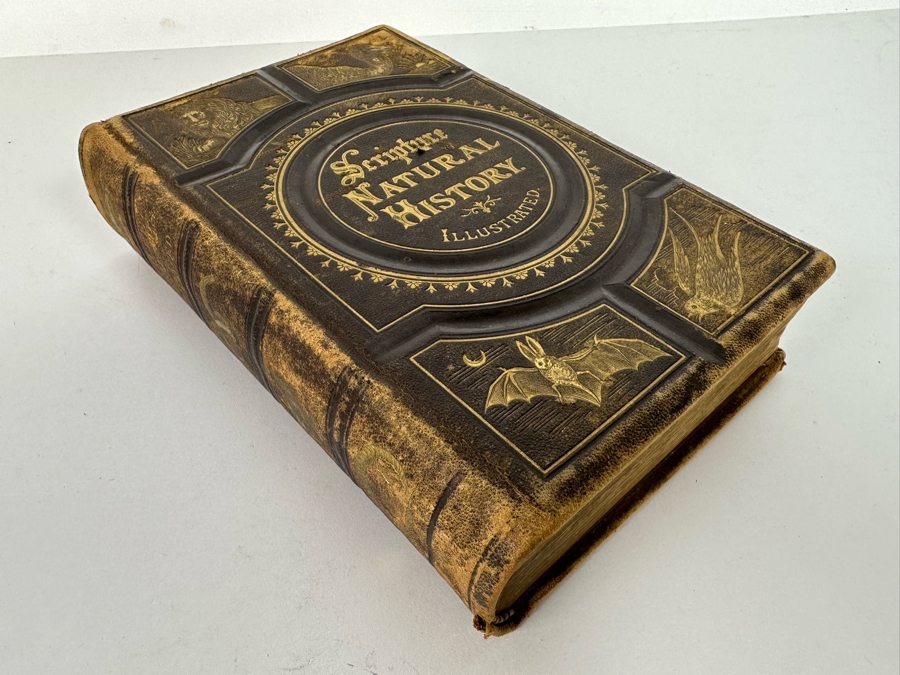 Scripture
NATURAL
HISTORY
ILLUSTRATED